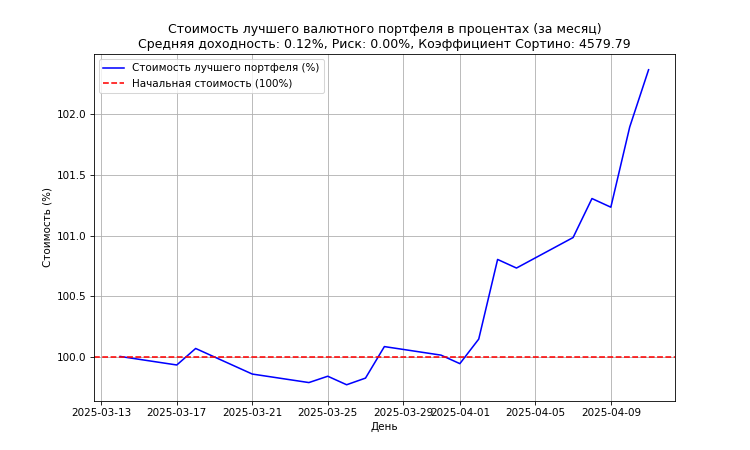 Стоимость лучшего валютного портфеля в процентах (за месяц)
Средняя доходность: 0.12%, Риск: 0.00%, Коэффициент Сортино: 4579.79
Стоимость лучшего портфеля (%)
Начальная стоимость (100%)
Стоимость (%)
102.0
101.5
101.0
100.5
100.0
2025-03-13 2025-03-17 2025-03-21 2025-03-25 2025-03-29 2025-04-01 2025-04-05 2025-04-09
День